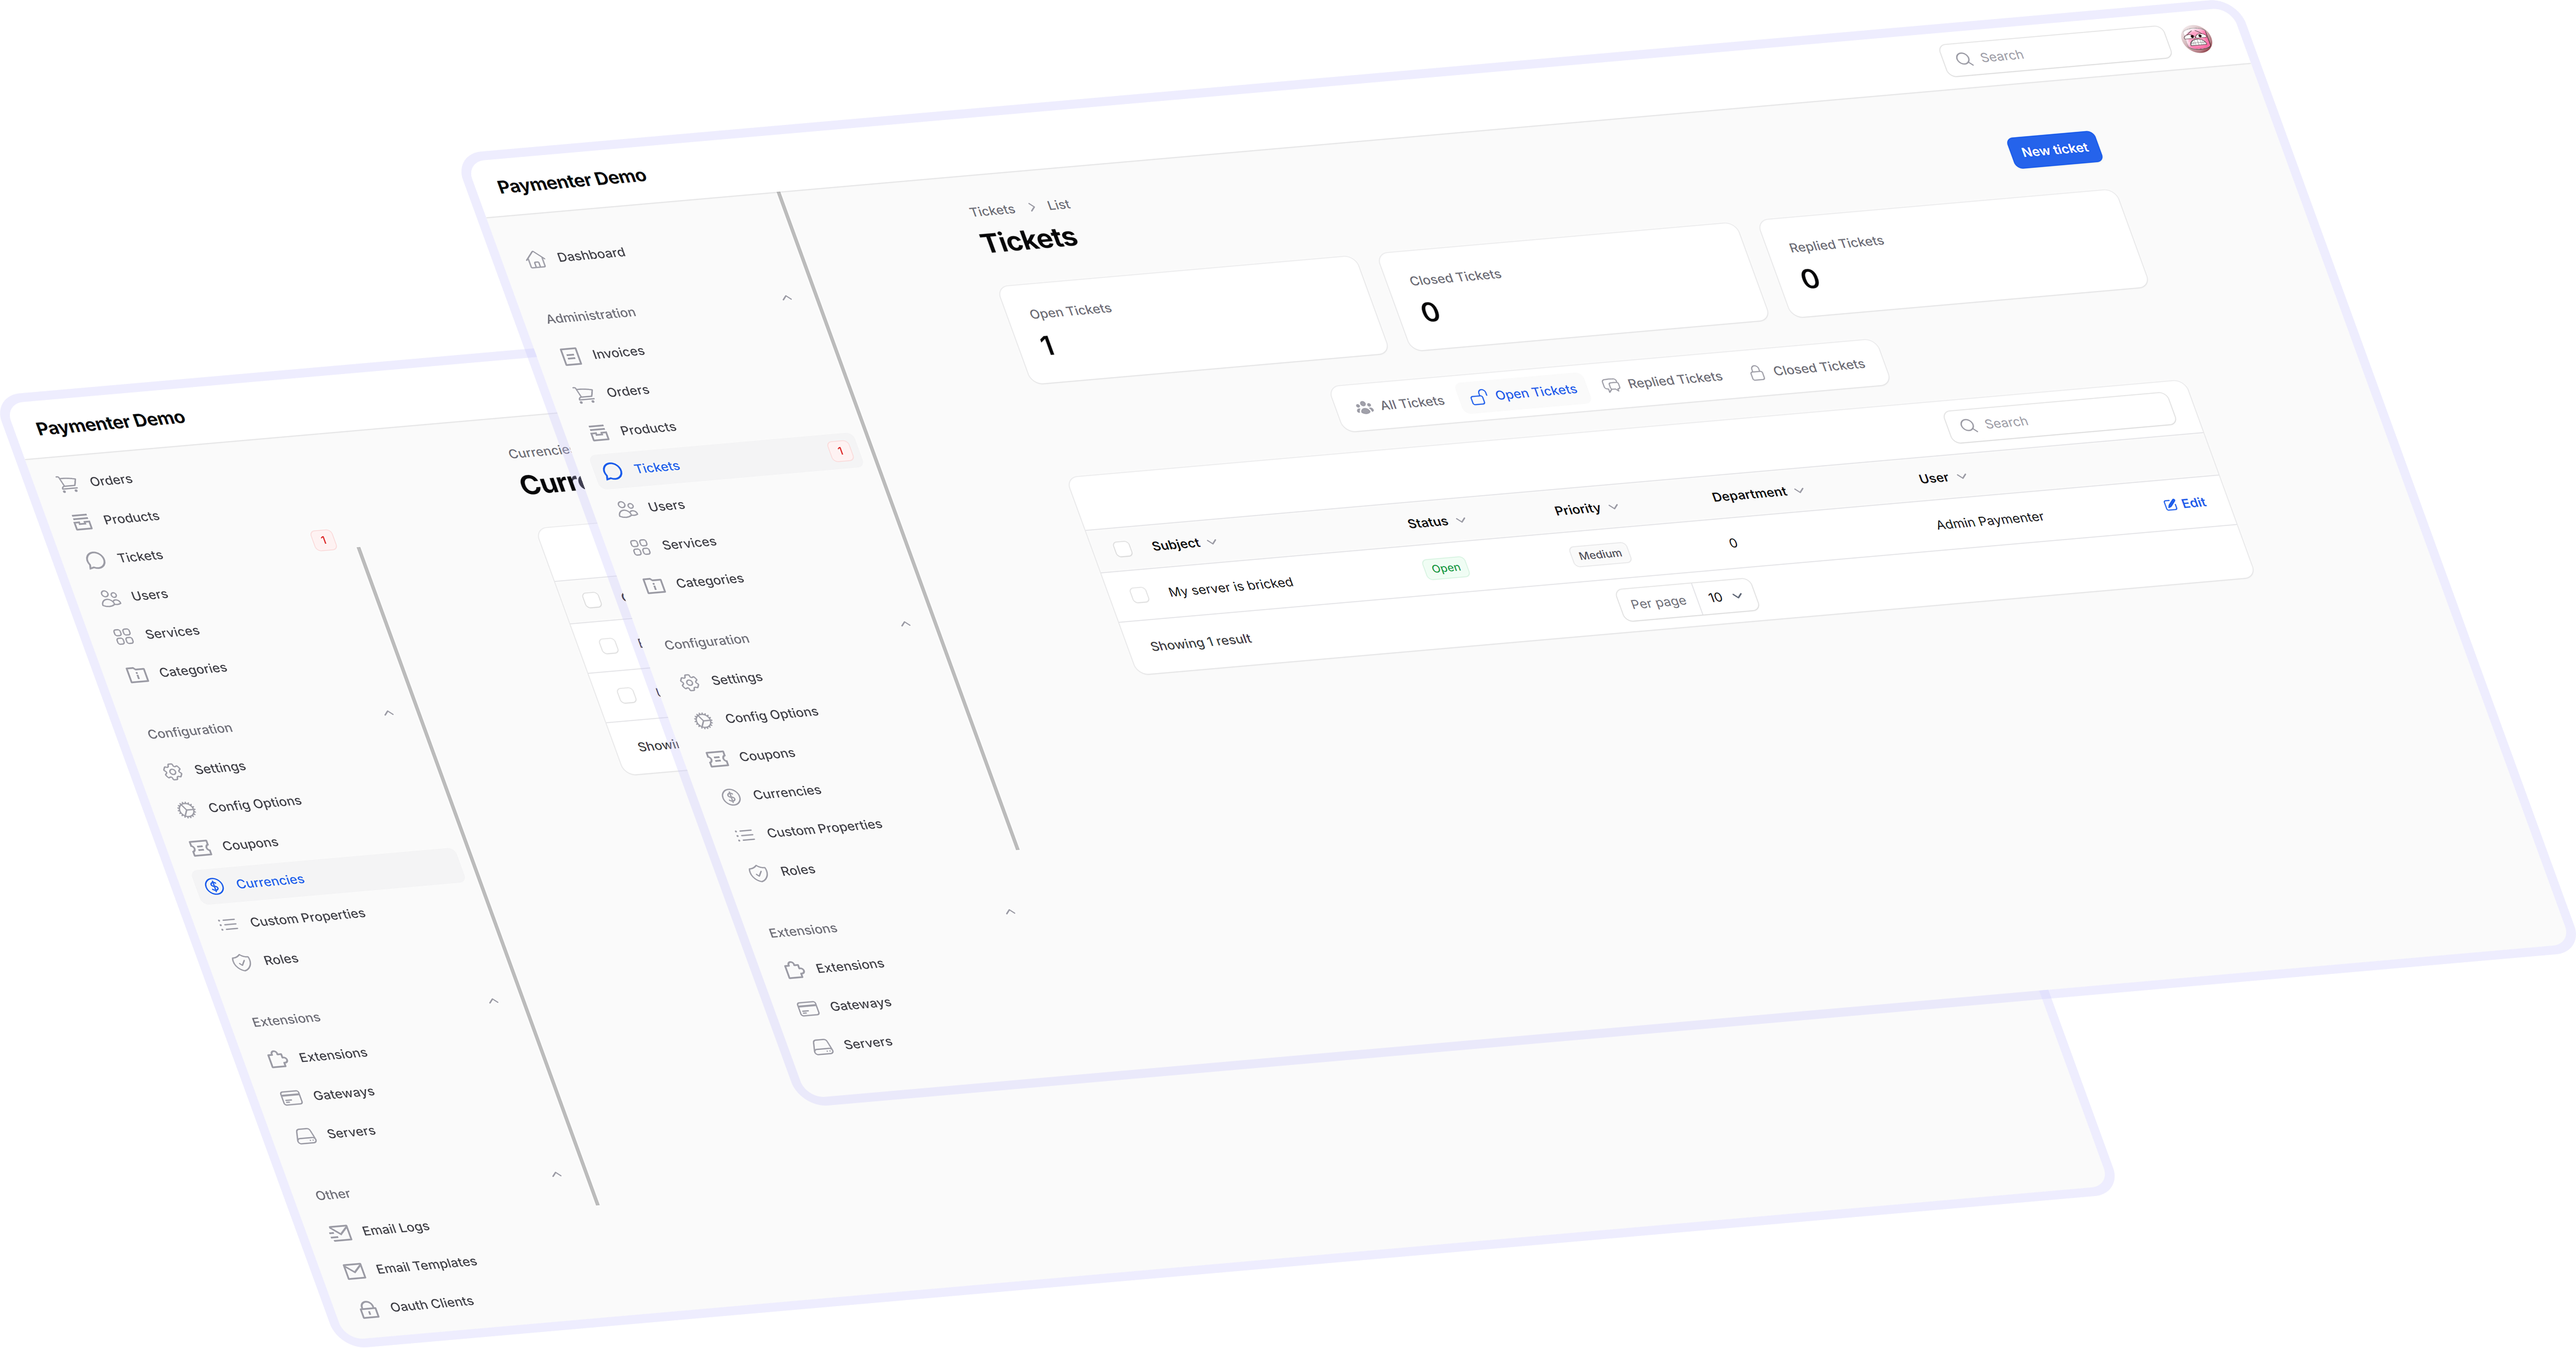 Search
Paymenter Demo
New ticket
Dashboard
Administration
Invoices
Orders
Products
Tickets 1
Users
Services
Categories
Configuration
Settings
Config Options
Coupons
Currencies
Custom Properties
Roles
Extensions
Extensions
Gateways
Servers
Tickets > List
Tickets
Open Tickets
1
Closed Tickets
0
Replied Tickets
0
All Tickets Open Tickets Replied Tickets Closed Tickets
Search
Subject Status Priority Department User
My server is bricked Open Medium 0 Admin Paymenter Edit
Showing 1 result Per page 10
Paymenter Demo
Orders
Products
Tickets 1
Users
Services
Categories
Configuration
Settings
Config Options
Coupons
Currencies
Custom Properties
Roles
Extensions
Extensions
Gateways
Servers
Other
Email Logs
Email Templates
Oauth Clients
Currencie
Curr
Showi